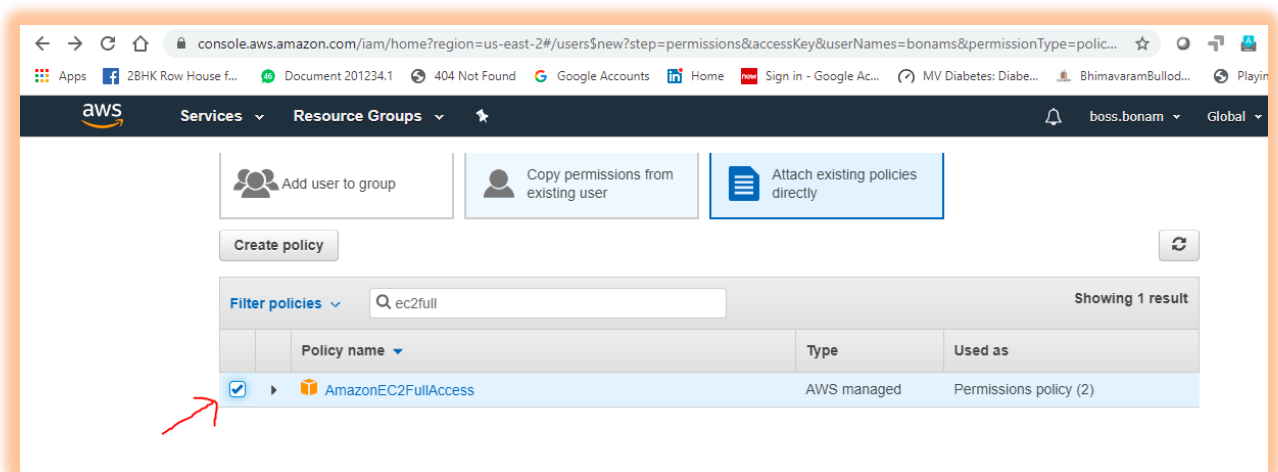 console.aws.amazon.com/iam/home?region=us-east-2#/users$new?step=permissions&accessKey&userNames=bonams&permissionType=polic...
Apps 2BHK Row House f... 46 Document 201234.1 404 Not Found Google Accounts Home now Sign in - Google Ac... MV Diabetes: Diabe... BhimavaramBullod... Playin
aws Services Resource Groups boss.bonam Global
Add user to group
Copy permissions from
existing user
Attach existing policies
directly
Create policy
Filter policies ec2full Showing 1 result
Policy name Type Used as
AmazonEC2FullAccess AWS managed Permissions policy (2)